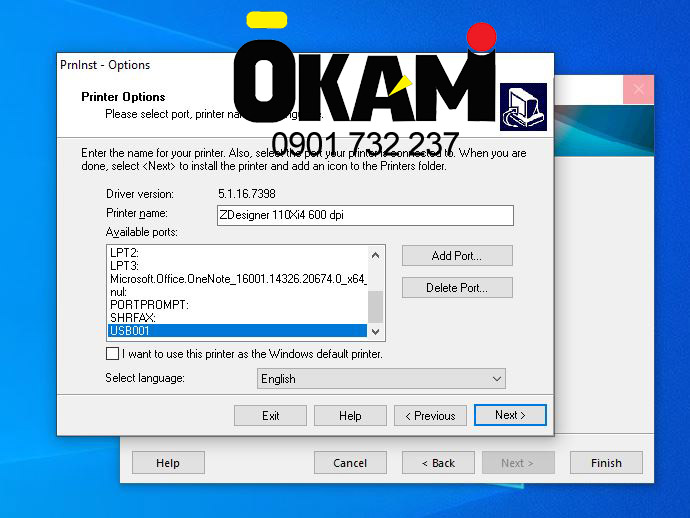 PrnInst - Options
ŌKAMI
Printer Options
Please select port, printer
0901 732 237
Enter the name for your printer. Also, select the port your printer is connected to. When you are
done, select <Next> to install the printer and add an icon to the Printers folder.
Driver version: 5.1.16.7398
Printer name: ZDesigner 110Xi4 600 dpi
Available ports:
LPT2:
LPT3:
Microsoft.Office.OneNote_16001.14326.20674.0_x64_
nul:
PORTPROMPT:
SHRFAX:
USB001
Add Port...
Delete Port...
I want to use this printer as the Windows default printer.
Select language: English
Exit Help < Previous Next >
Help Cancel < Back Next > Finish